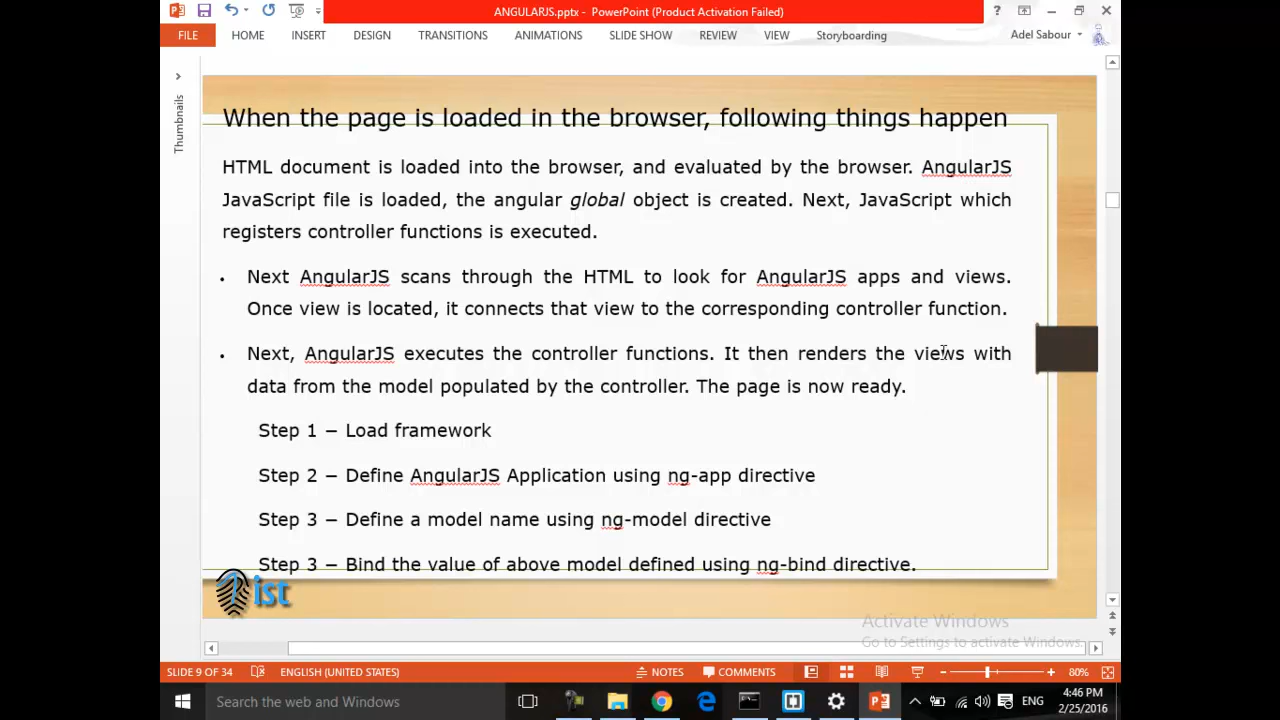 ANGULARJS.pptx - PowerPoint (Product Activation Failed)
FILE HOME INSERT DESIGN TRANSITIONS ANIMATIONS SLIDE SHOW REVIEW VIEW Storyboarding Adel Sabour
Thumbnails
When the page is loaded in the browser, following things happen
HTML document is loaded into the browser, and evaluated by the browser. AngularJS
JavaScript file is loaded, the angular global object is created. Next, JavaScript which
registers controller functions is executed.
• Next AngularJS scans through the HTML to look for AngularJS apps and views.
Once view is located, it connects that view to the corresponding controller function.
• Next, AngularJS executes the controller functions. It then renders the views with
data from the model populated by the controller. The page is now ready.
Step 1 − Load framework
Step 2 − Define AngularJS Application using ng-app directive
Step 3 − Define a model name using ng-model directive
Step 3 − Bind the value of above model defined using ng-bind directive.
ist
Activate Windows
Go to Settings to activate Windows.
SLIDE 9 OF 34 ENGLISH (UNITED STATES) NOTES COMMENTS 80%
Search the web and Windows ENG 4:46 PM
2/25/2016